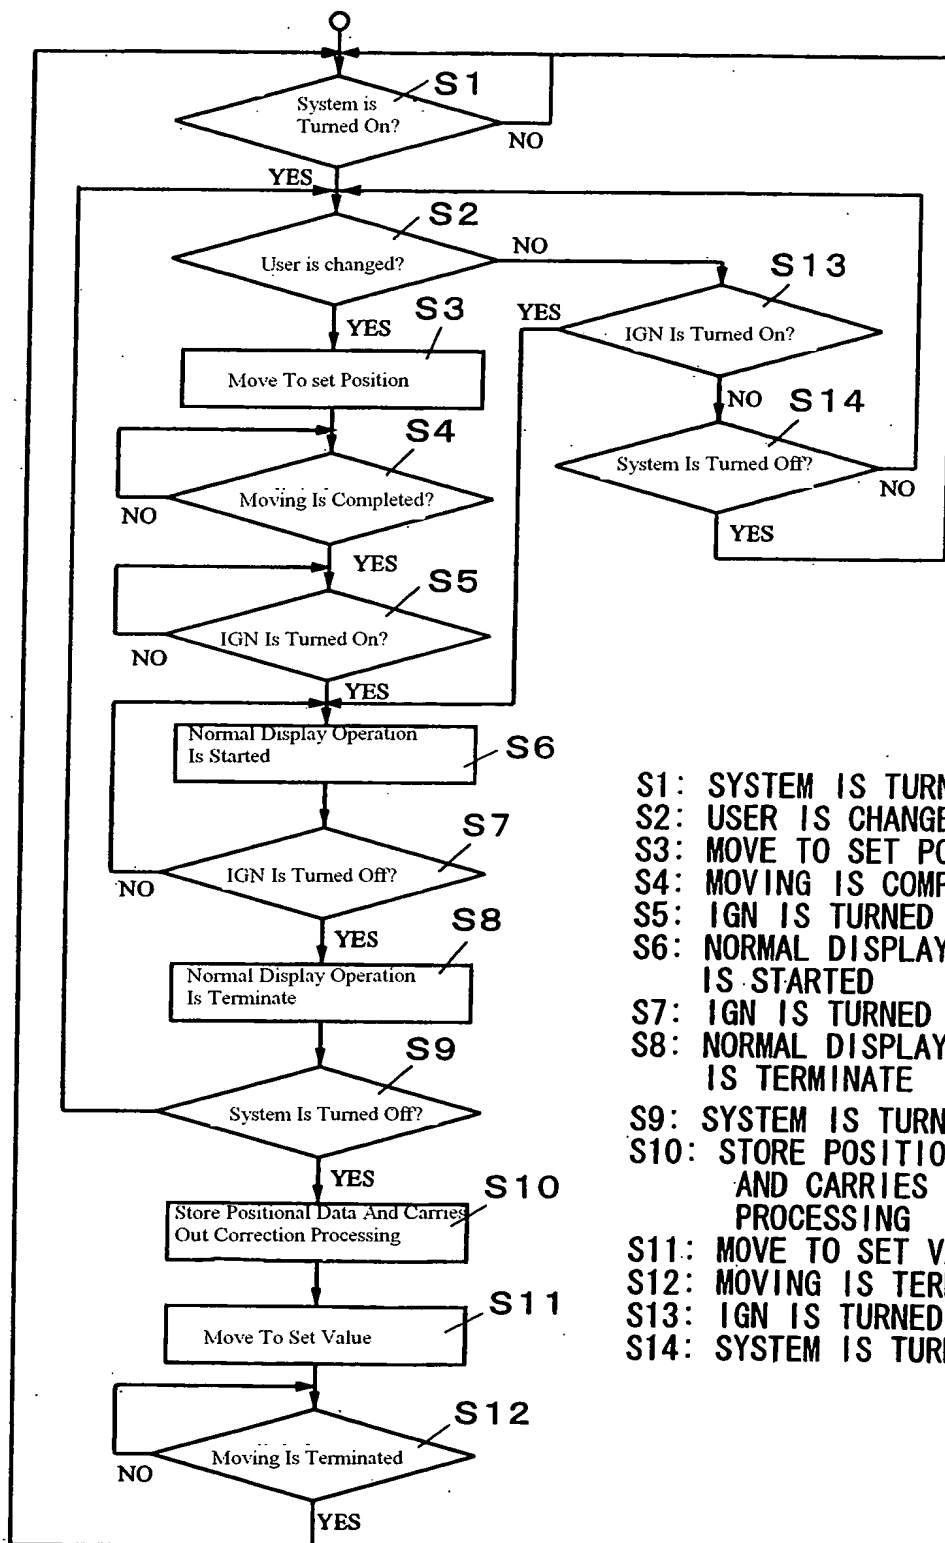 S1
System is
Turned On?
NO
YES
S2
User is changed?
NO
S13
YES
IGN Is Turned On?
S3
YES
Move To set Position
NO
S14
System Is Turned Off?
NO
YES
S4
Moving Is Completed?
NO
YES
S5
IGN Is Turned On?
NO
YES
Normal Display Operation
Is Started
S6
S7
IGN Is Turned Off?
NO
YES
S8
Normal Display Operation
Is Terminate
S9
System Is Turned Off?
YES
S10
Store Positional Data And Carries
Out Correction Processing
S11
Move To Set Value
S12
Moving Is Terminated
NO
YES
S1: SYSTEM IS TURN
S2: USER IS CHANGE
S3: MOVE TO SET PO
S4: MOVING IS COMP
S5: IGN IS TURNED
S6: NORMAL DISPLAY
IS STARTED
S7: IGN IS TURNED
S8: NORMAL DISPLAY
IS TERMINATE
S9: SYSTEM IS TURN
S10: STORE POSITIO
AND CARRIES
PROCESSING
S11: MOVE TO SET V
S12: MOVING IS TER
S13: IGN IS TURNED
S14: SYSTEM IS TUR